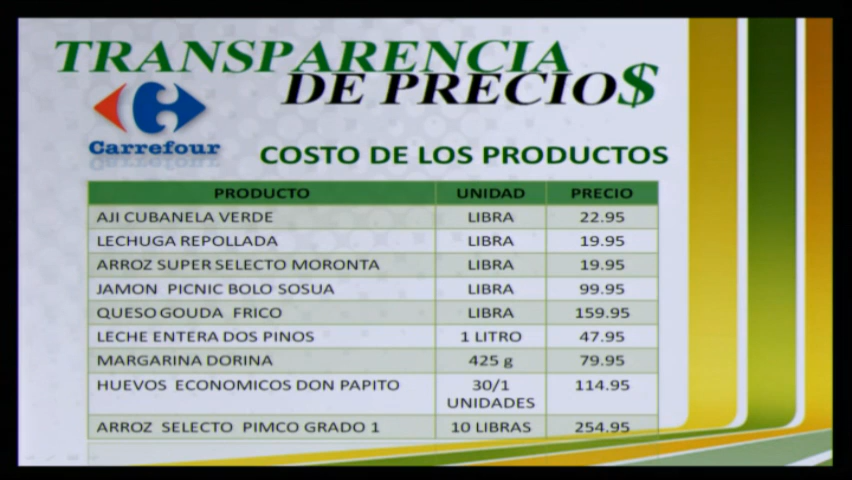 TRANSPARENCIA
DE PRECIO$
Carrefour
COSTO DE LOS PRODUCTOS
PRODUCTO UNIDAD PRECIO
AJI CUBANELA VERDE LIBRA 22.95
LECHUGA REPOLLADA LIBRA 19.95
ARROZ SUPER SELECTO MORONTA LIBRA 19.95
JAMON PICNIC BOLO SOSUA LIBRA 99.95
QUESO GOUDA FRICO LIBRA 159.95
LECHE ENTERA DOS PINOS 1 LITRO 47.95
MARGARINA DORINA 425 g 79.95
HUEVOS ECONOMICOS DON PAPITO 30/1 114.95
UNIDADES
ARROZ SELECTO PIMCO GRADO 1 10 LIBRAS 254.95